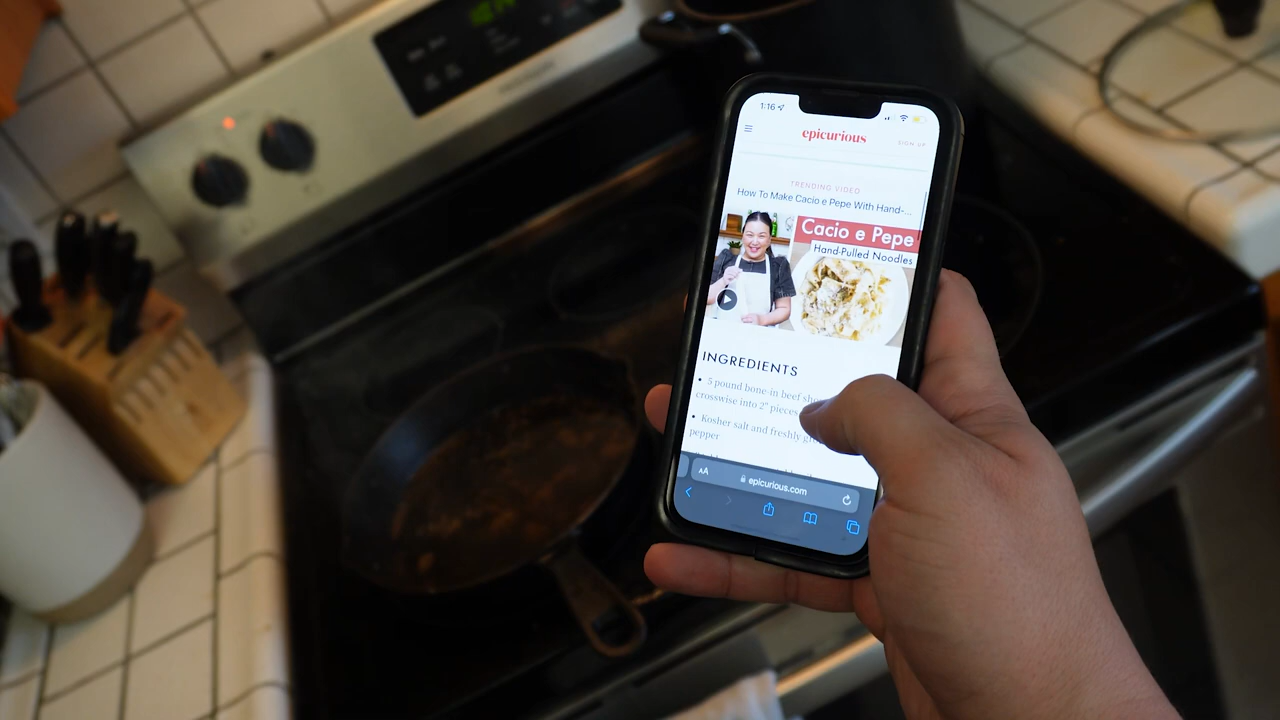 1:16
epicurious
SIGN UP
TRENDING VIDEO
How To Make Cacio e Pepe With Hand-...
Cacio e Pepe
Hand-Pulled Noodles
INGREDIENTS
• 5 pound bone-in beef
crosswise into 2" pieces
• Kosher salt and freshly
pepper
AA
epicurious.com